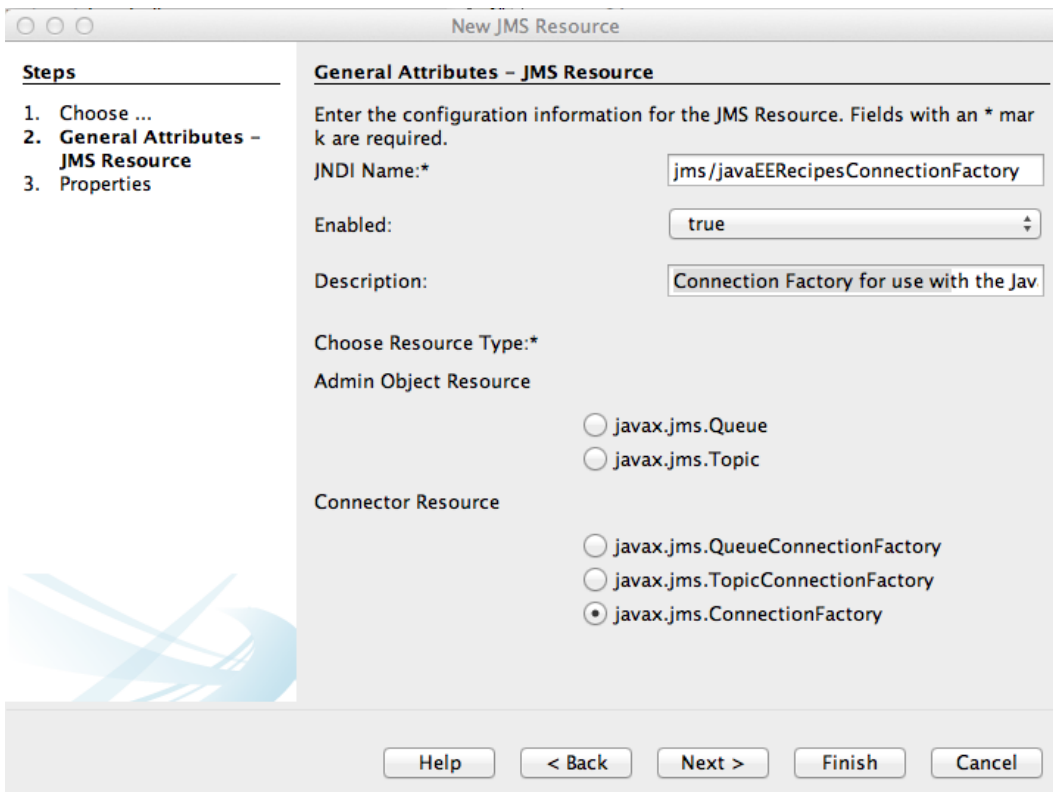 New JMS Resource
Steps
1. Choose ...
2. General Attributes –
JMS Resource
3. Properties
General Attributes – JMS Resource
Enter the configuration information for the JMS Resource. Fields with an * mar
k are required.
JNDI Name:*
jms/javaEERecipesConnectionFactory
Enabled:
true
Description:
Connection Factory for use with the Jav
Choose Resource Type:*
Admin Object Resource
javax.jms.Queue
javax.jms.Topic
Connector Resource
javax.jms.QueueConnectionFactory
javax.jms.TopicConnectionFactory
javax.jms.ConnectionFactory
Help
< Back
Next >
Finish
Cancel